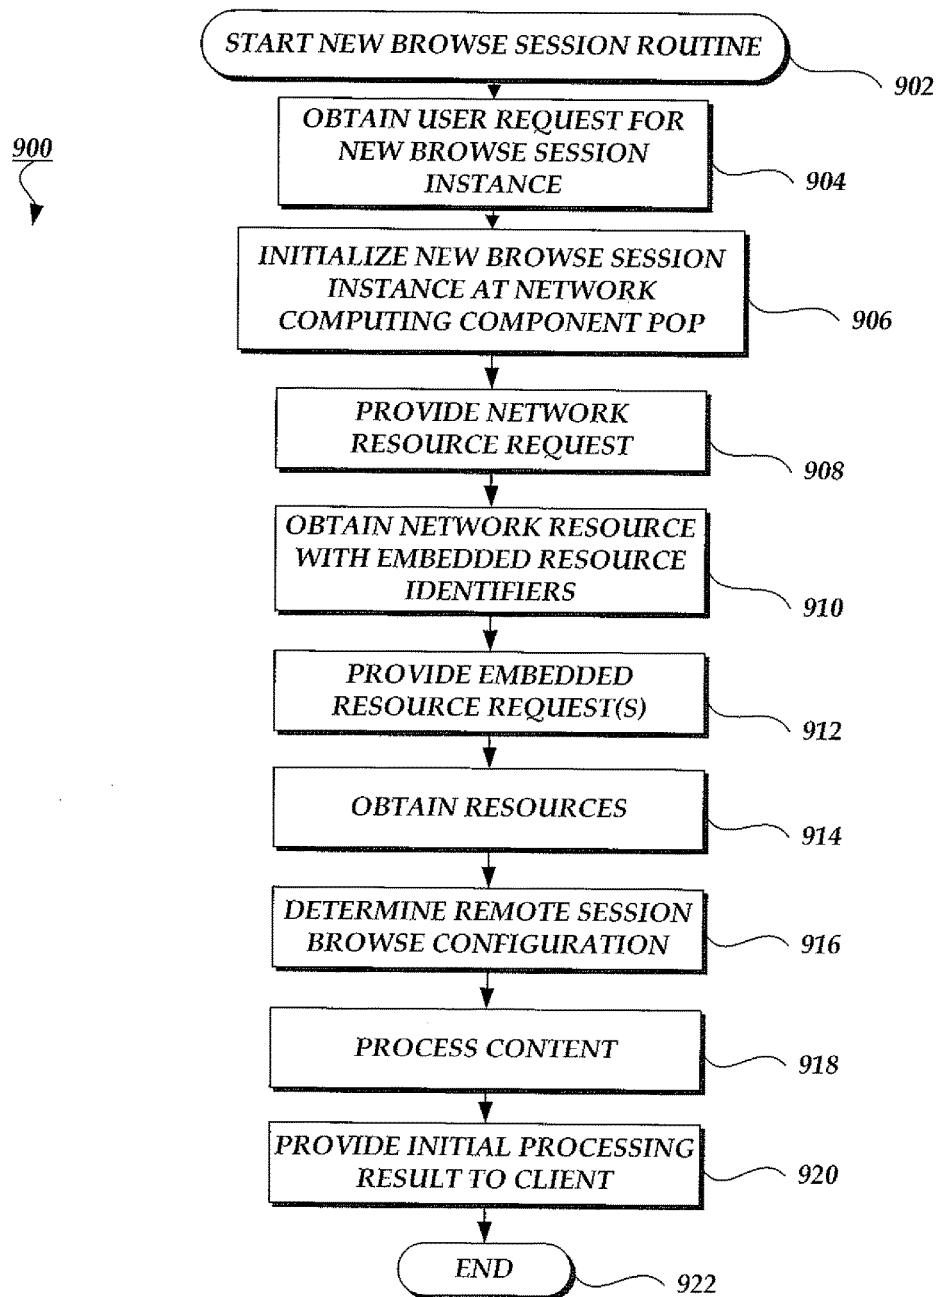 START NEW BROWSE SESSION ROUTINE
902
900
OBTAIN USER REQUEST FOR
NEW BROWSE SESSION
INSTANCE
904
INITIALIZE NEW BROWSE SESSION
INSTANCE AT NETWORK
COMPUTING COMPONENT POP
906
PROVIDE NETWORK
RESOURCE REQUEST
908
OBTAIN NETWORK RESOURCE
WITH EMBEDDED RESOURCE
IDENTIFIERS
910
PROVIDE EMBEDDED
RESOURCE REQUEST(S)
912
OBTAIN RESOURCES
914
DETERMINE REMOTE SESSION
BROWSE CONFIGURATION
916
PROCESS CONTENT
918
PROVIDE INITIAL PROCESSING
RESULT TO CLIENT
920
END
922